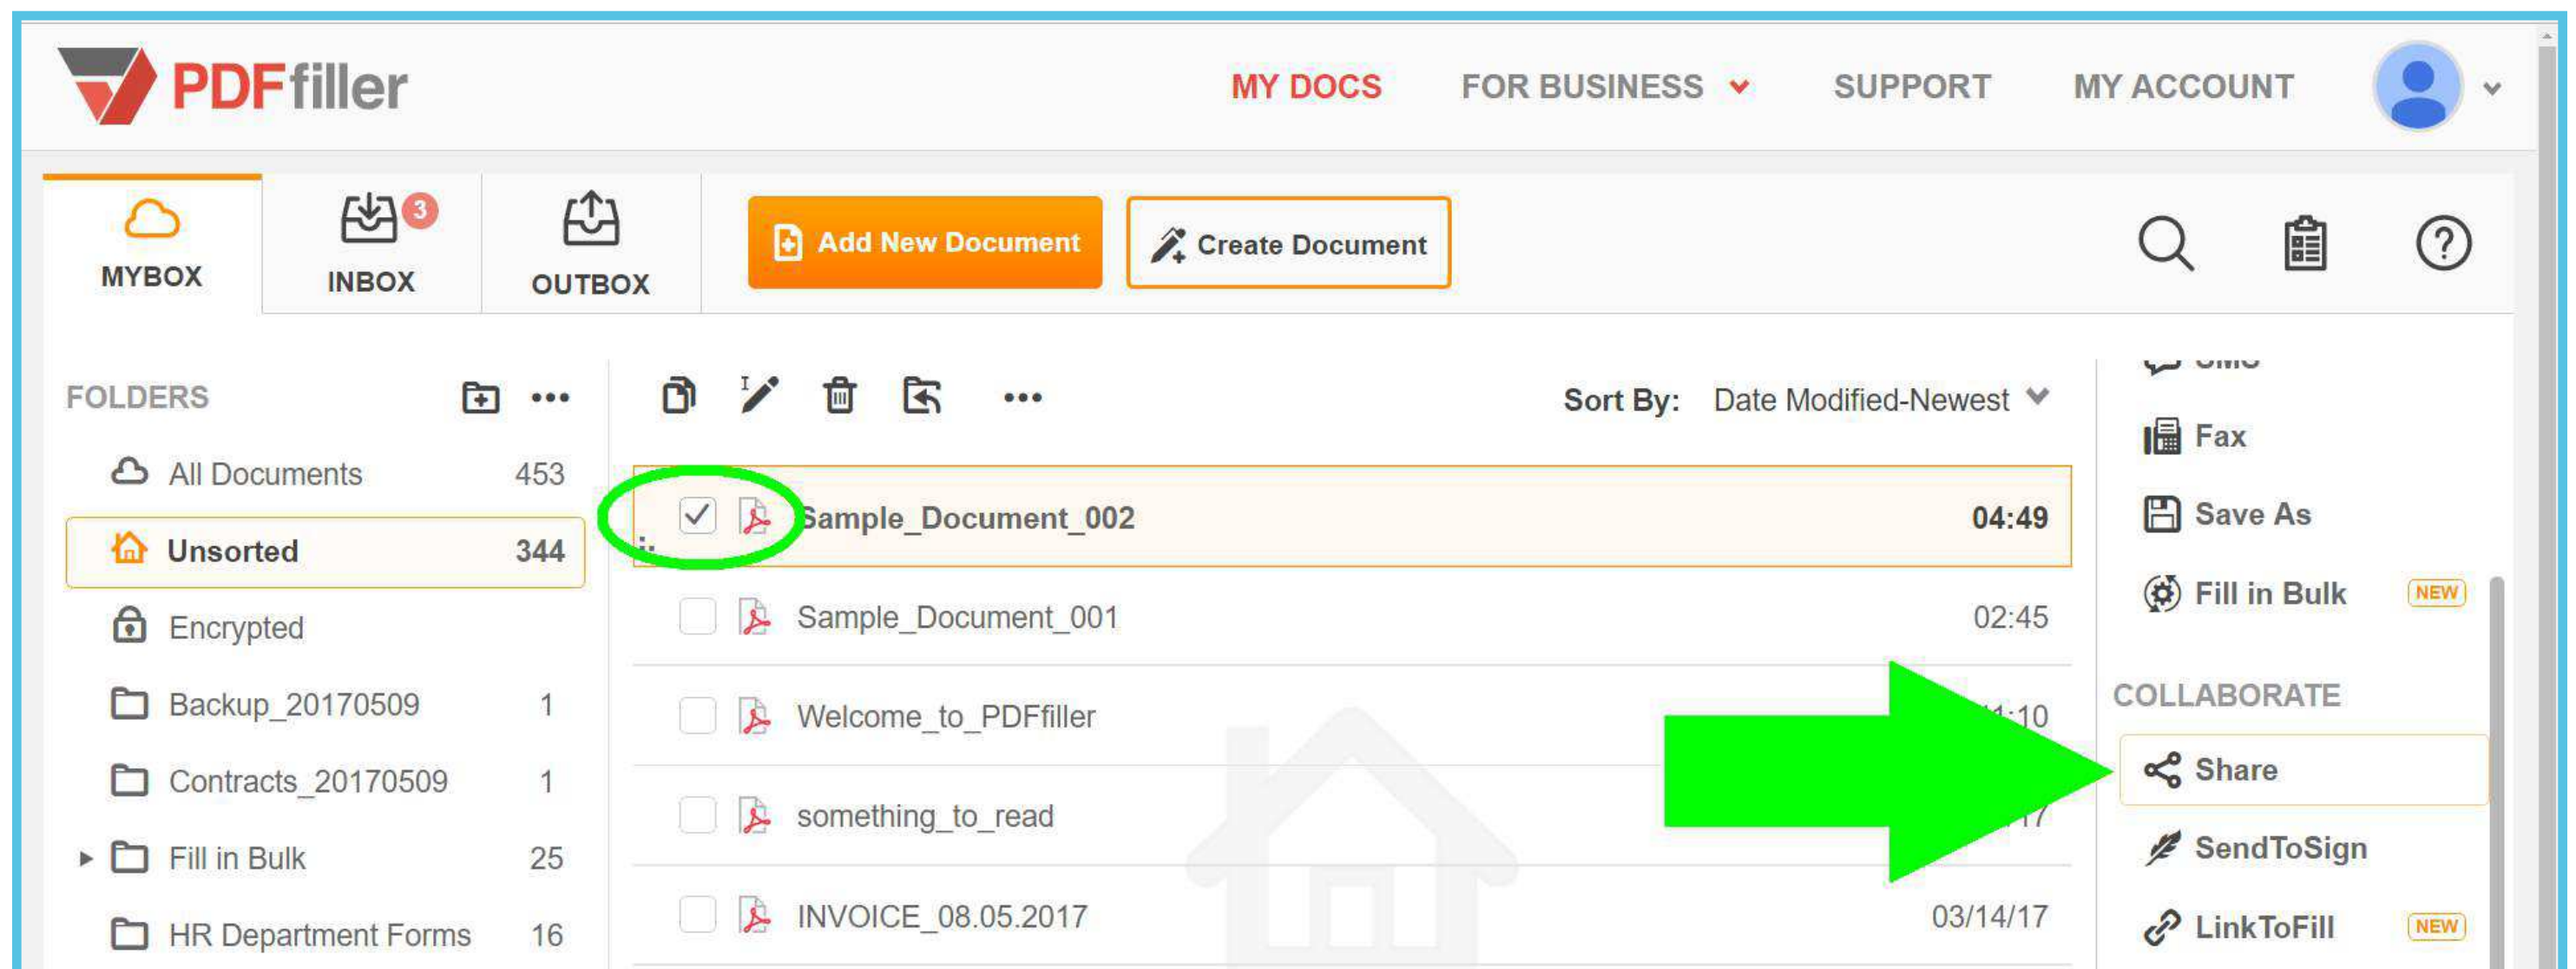 PDFfiller
MY DOCS FOR BUSINESS SUPPORT MY ACCOUNT
MYBOX
INBOX 3
OUTBOX
Add New Document
Create Document
?
FOLDERS
All Documents 453
Unsorted 344
Encrypted
Backup_20170509 1
Contracts_20170509 1
Fill in Bulk 25
HR Department Forms 16
Sort By: Date Modified-Newest
Sample_Document_002 04:49
Sample_Document_001 02:45
Welcome_to_PDFfiller
something_to_read
INVOICE_08.05.2017 03/14/17
Fax
Save As
Fill in Bulk NEW
COLLABORATE
Share
SendToSign
LinkToFill NEW